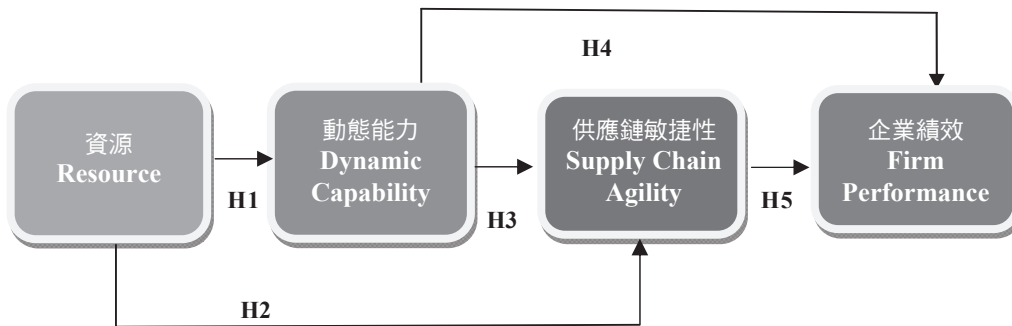 H4
資源
Resource
H1
動態能力
Dynamic
Capability
H3
供應鏈敏捷性
Supply Chain
Agility
H5
企業績效
Firm
Performance
H2